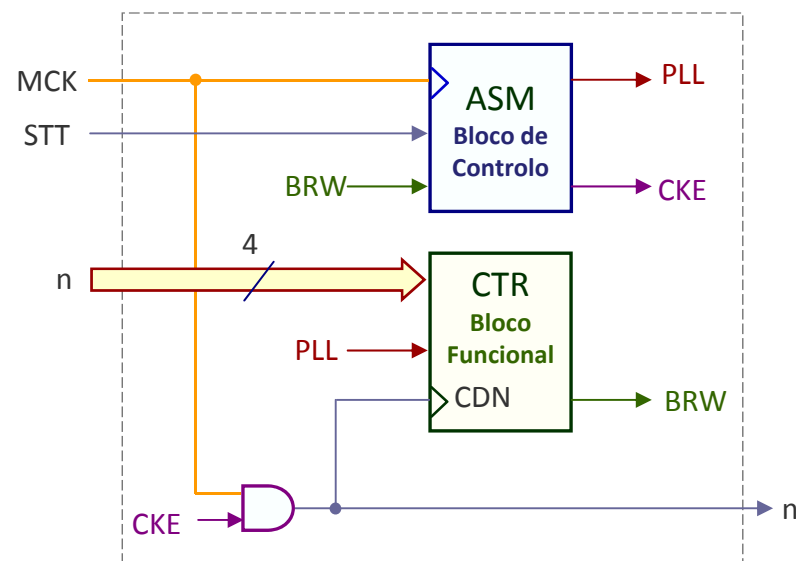 MCK
PLL
ASM
Bloco de
Controlo
STT
BRW
CKE
4
n
CTR
Bloco
Funcional
PLL
CDN
BRW
CKE
n